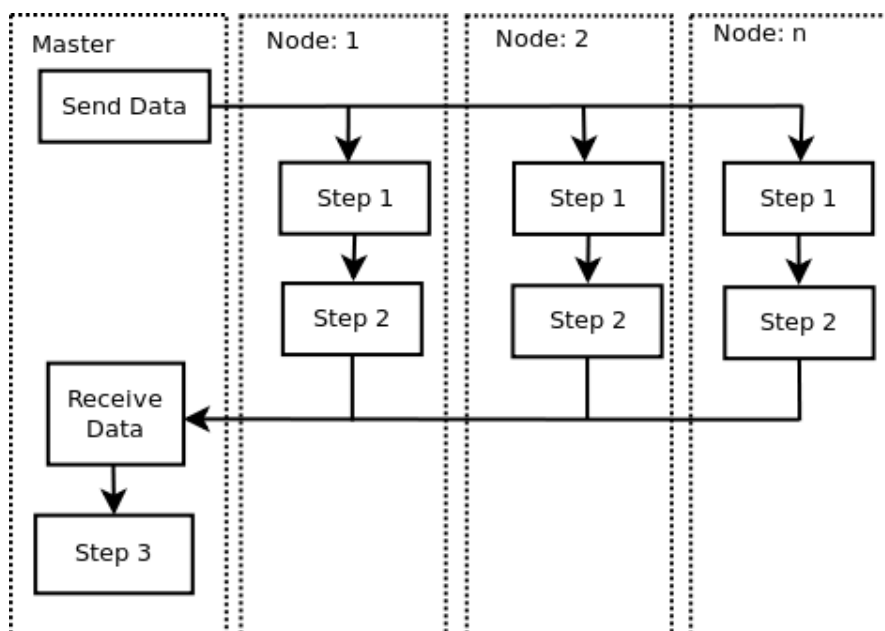 Master
Node: 1
Node: 2
Node: n
Send Data
Step 1
Step 1
Step 1
Step 2
Step 2
Step 2
Receive
Data
Step 3